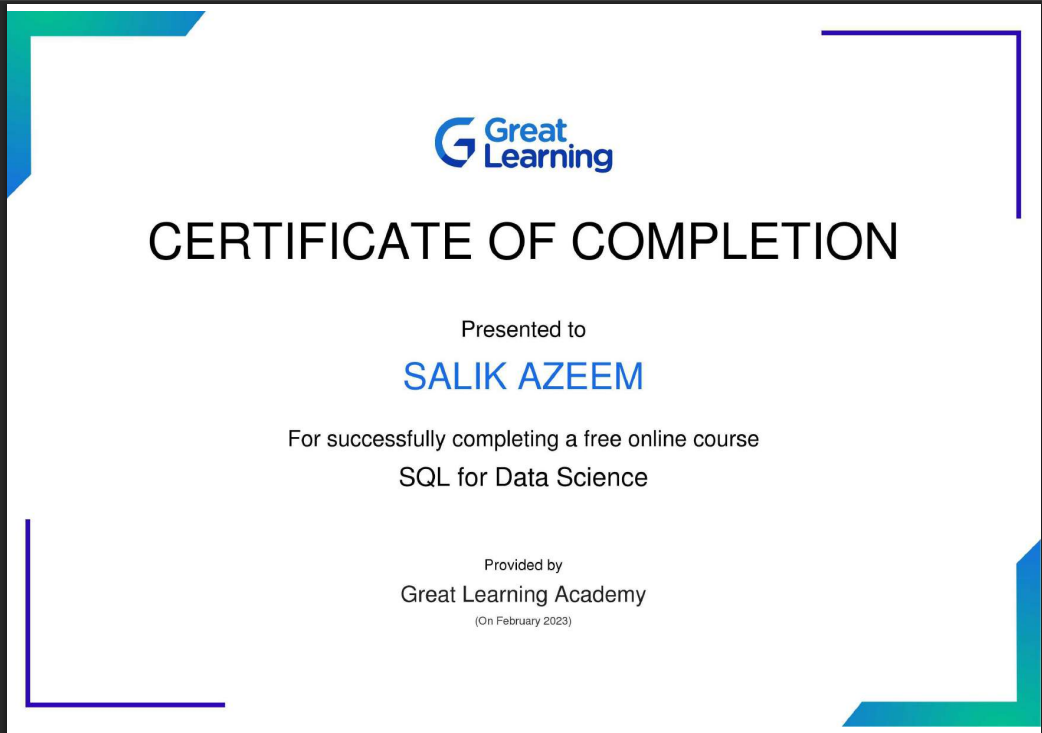 Great
Learning
CERTIFICATE OF COMPLETION
Presented to
SALIK AZEEM
For successfully completing a free online course
SQL for Data Science
Provided by
Great Learning Academy
(On February 2023)